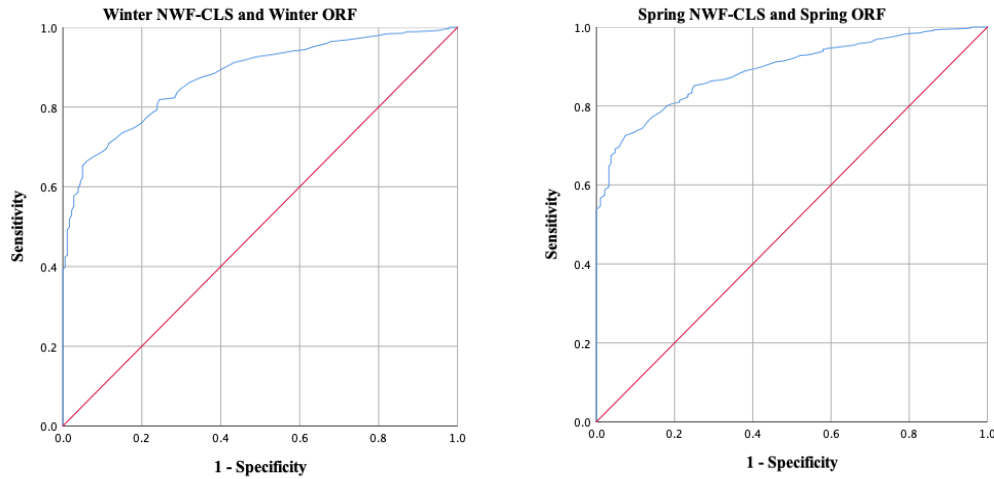 Winter NWF-CLS and Winter ORF
1.0
0.8
0.6
0.4
0.2
0.0
0.0 0.2 0.4 0.6 0.8 1.0
Sensitivity
1 - Specificity
Spring NWF-CLS and Spring ORF
1.0
0.8
0.6
0.4
0.2
0.0
0.0 0.2 0.4 0.6 0.8 1.0
Sensitivity
1 - Specificity